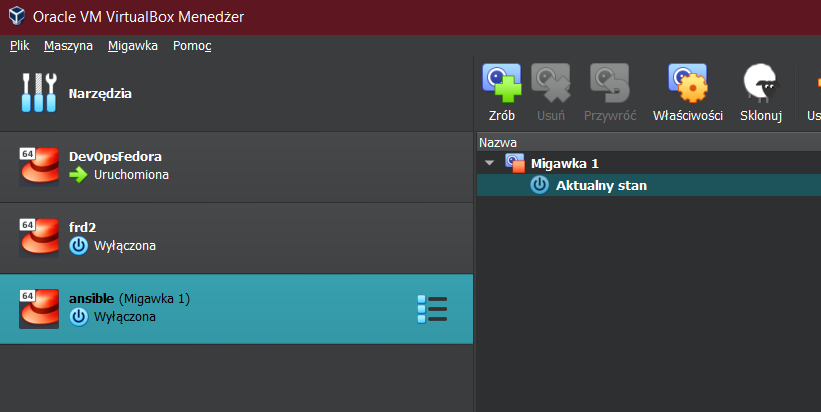 Oracle VM VirtualBox Menedżer
Plik Maszyna Migawka Pomoc
Narzędzia
64
DevOpsFedora
Uruchomiona
64
frd2
Wyłączona
64
ansible (Migawka 1)
Wyłączona
Zrób Usuń Przywróć Właściwości Sklonuj Us
Nazwa
Migawka 1
Aktualny stan